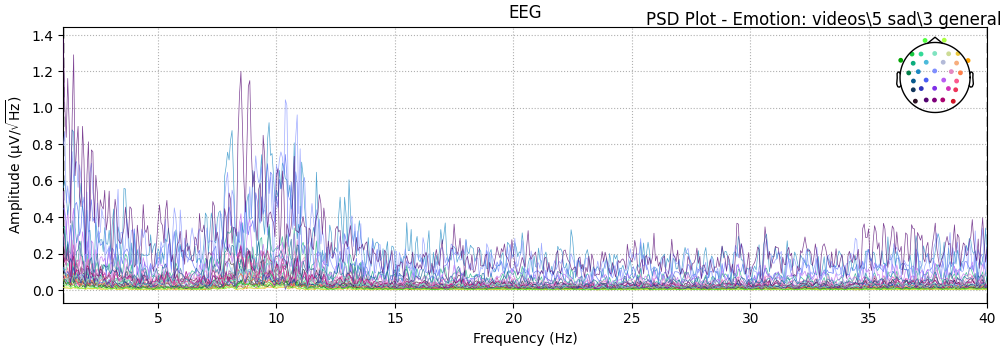 EEG
PSD Plot - Emotion: videos\5 sad\3 general
Amplitude (µV/√Hz)
1.4
1.2
1.0
0.8
0.6
0.4
0.2
0.0
5 10 15 20 25 30 35 40
Frequency (Hz)